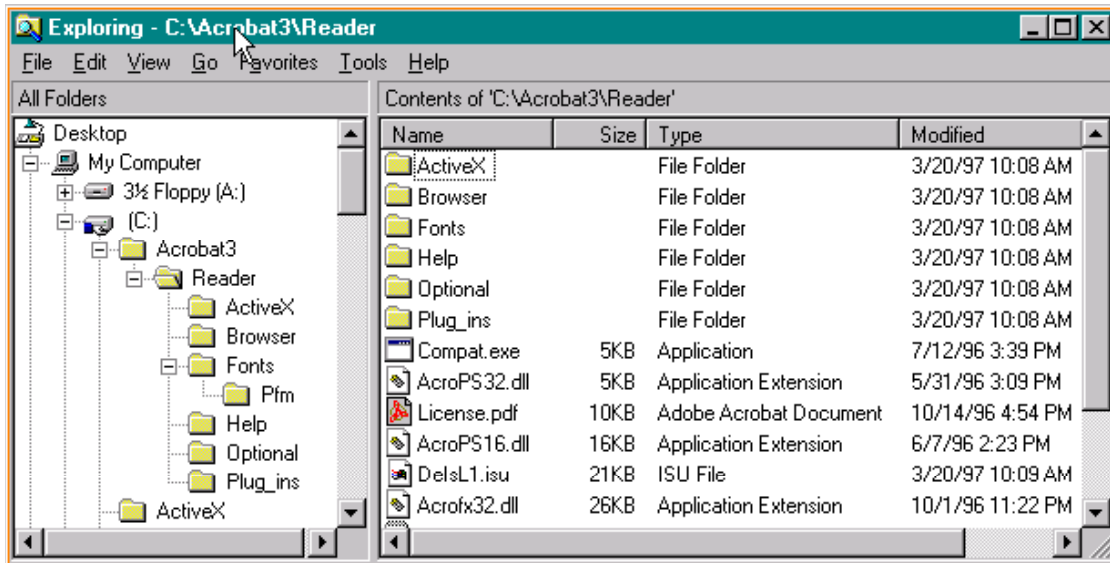 Exploring - C:\Acrobat3\Reader
File Edit View Go Favorites Tools Help
All Folders
Contents of 'C:\Acrobat3\Reader'
Desktop
My Computer
3½ Floppy (A:)
(C:)
Acrobat3
Reader
ActiveX
Browser
Fonts
Pfm
Help
Optional
Plug_ins
ActiveX
Name Size Type Modified
ActiveX File Folder 3/20/97 10:08 AM
Browser File Folder 3/20/97 10:08 AM
Fonts File Folder 3/20/97 10:08 AM
Help File Folder 3/20/97 10:08 AM
Optional File Folder 3/20/97 10:08 AM
Plug_ins File Folder 3/20/97 10:08 AM
Compat.exe 5KB Application 7/12/96 3:39 PM
AcroPS32.dll 5KB Application Extension 5/31/96 3:09 PM
License.pdf 10KB Adobe Acrobat Document 10/14/96 4:54 PM
AcroPS16.dll 16KB Application Extension 6/7/96 2:23 PM
DelsL1.isu 21KB ISU File 3/20/97 10:09 AM
Acrofx32.dll 26KB Application Extension 10/1/96 11:22 PM